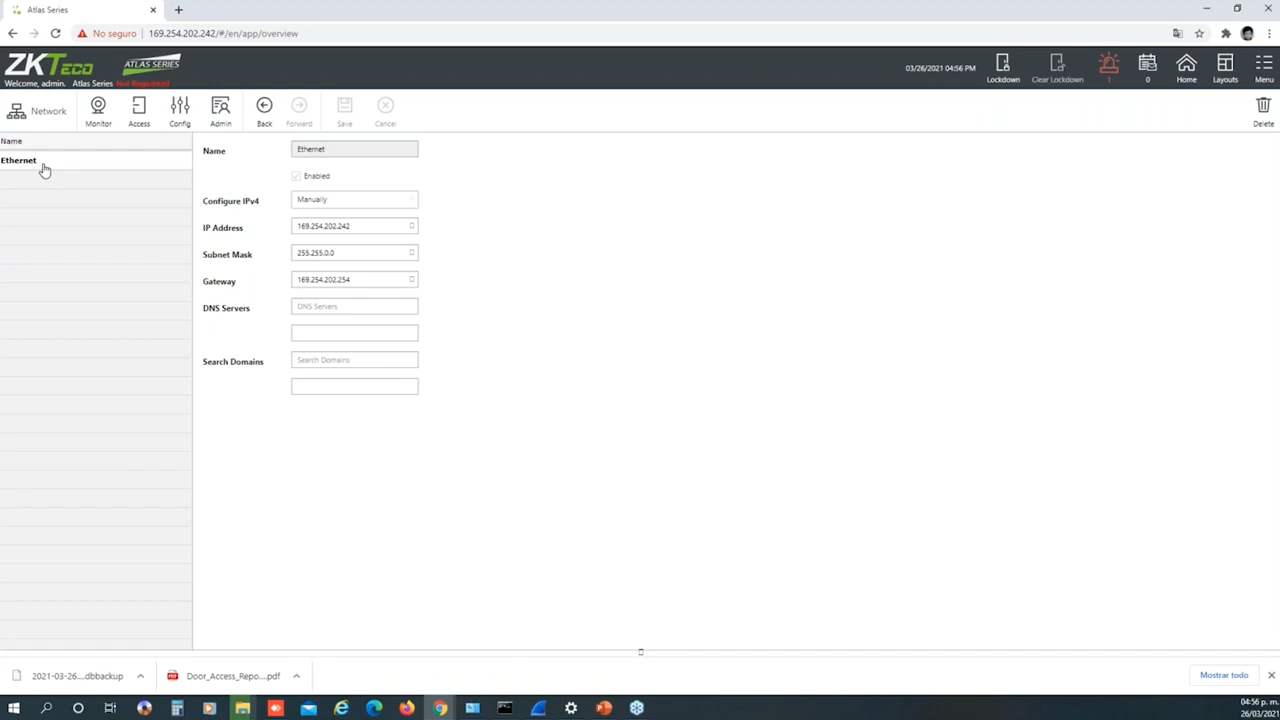 Atlas Series
No seguro
169.254.202.242/#/en/app/overview
ZKTeco
ATLAS SERIES
Welcome, admin. Atlas Series Not Registered
03/26/2021 04:56 PM
Lockdown
Clear Lockdown
1
0
Home
Layouts
Menu
Network
Monitor
Access
Config
Admin
Back
Forward
Save
Cancel
Delete
Name
Ethernet
Name
Ethernet
Enabled
Configure IPv4
Manually
IP Address
169.254.202.242
Subnet Mask
255.255.0.0
Gateway
169.254.202.254
DNS Servers
DNS Servers
Search Domains
Search Domains
2021-03-26....dbbackup
Door_Access_Repo....pdf
Mostrar todo
04:56 p. m.
26/03/2021